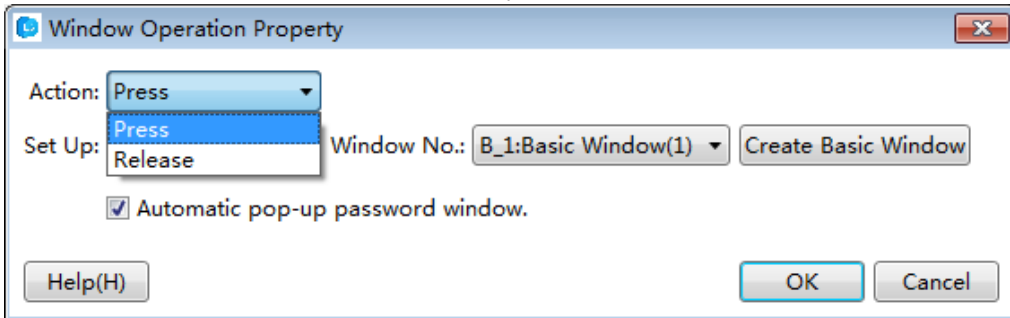 Window Operation Property
Action: Press
Press
Set Up: Window No.: B_1:Basic Window(1) Create Basic Window
Release
Automatic pop-up password window.
Help(H) OK Cancel